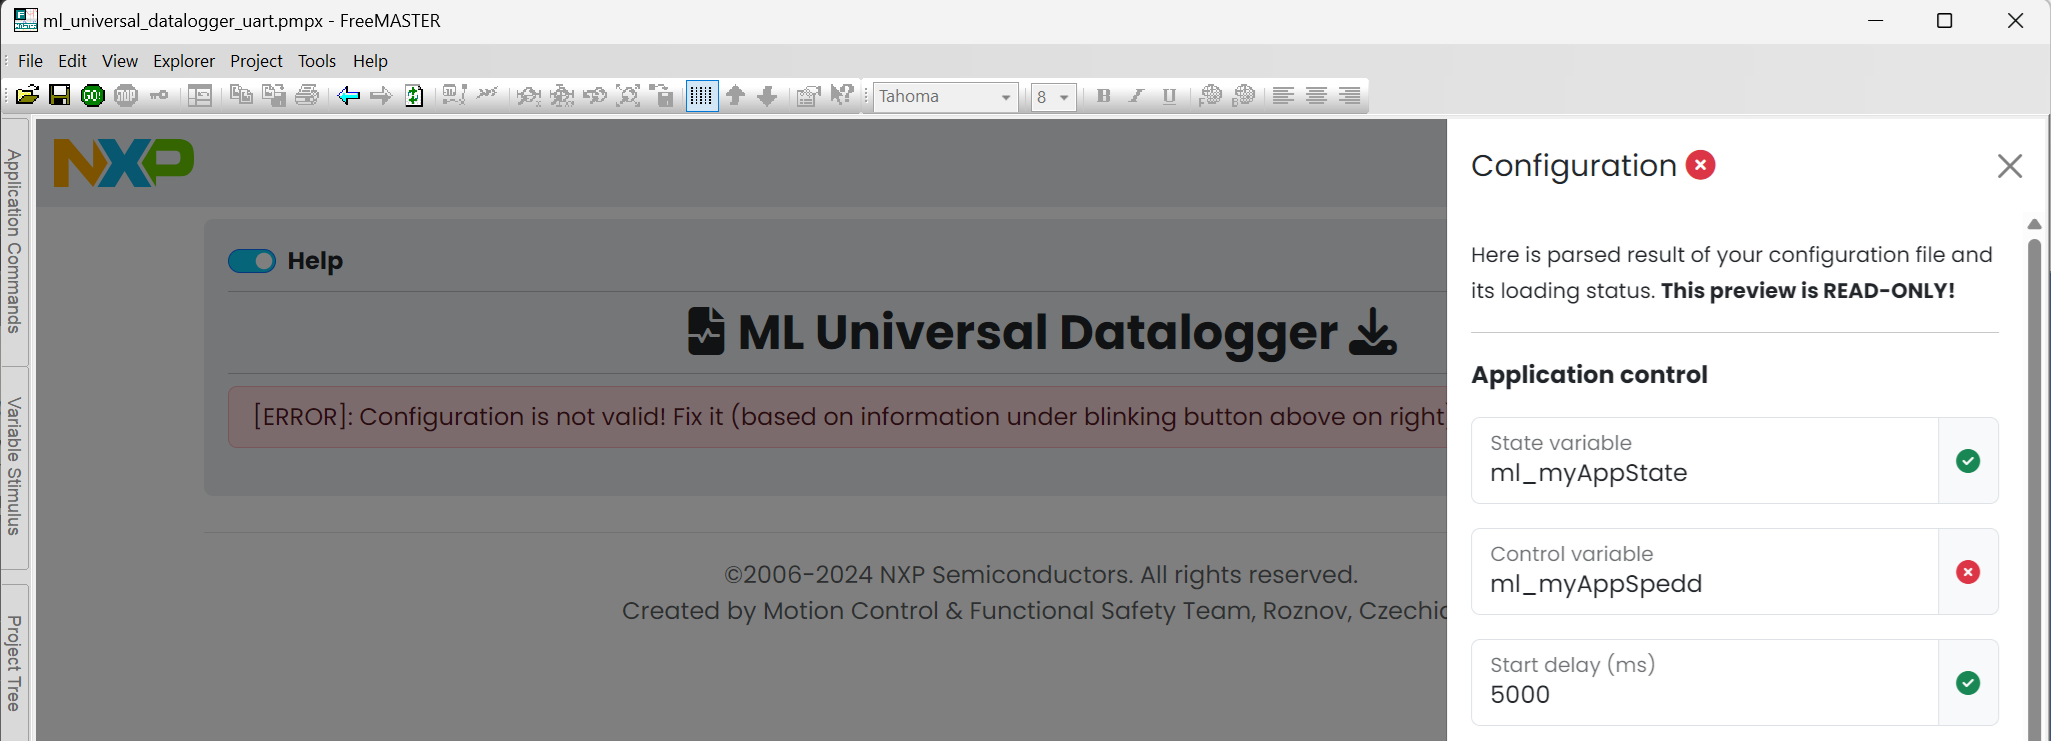 ml_universal_datalogger_uart.pmpx - FreeMASTER
File Edit View Explorer Project Tools Help
GO! STOP Tahoma 8 B I U
Application Commands
Variable Stimulus
Project Tree
NXP
Help
ML Universal Datalogger
[ERROR]: Configuration is not valid! Fix it (based on information under blinking button above on right)
©2006-2024 NXP Semiconductors. All rights reserved.
Created by Motion Control & Functional Safety Team, Roznov, Czechia
Configuration
Here is parsed result of your configuration file and
its loading status. This preview is READ-ONLY!
Application control
State variable
ml_myAppState
Control variable
ml_myAppSpedd
Start delay (ms)
5000